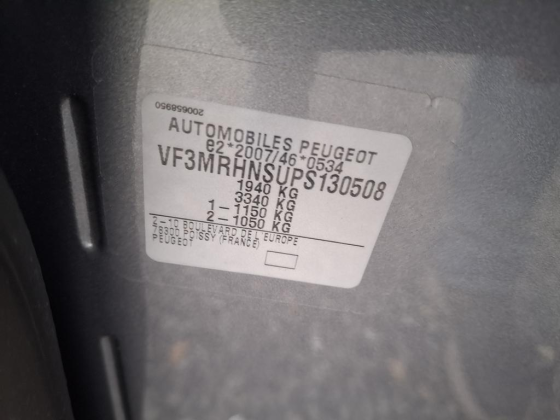 200658950
AUTOMOBILES PEUGEOT
e2*2007/46*0534
VF3MRHNSUPS130508
1940 KG
3340 KG
1 - 1150 KG
2 - 1050 KG
2-10 BOULEVARD DE L'EUROPE
78300 POISSY (FRANCE)
PEUGEOT